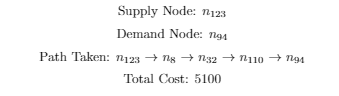 Supply Node: n₁₂₃
Demand Node: n₉₄
Path Taken: n₁₂₃ → n₈ → n₃₂ → n₁₁₀ → n₉₄
Total Cost: 5100